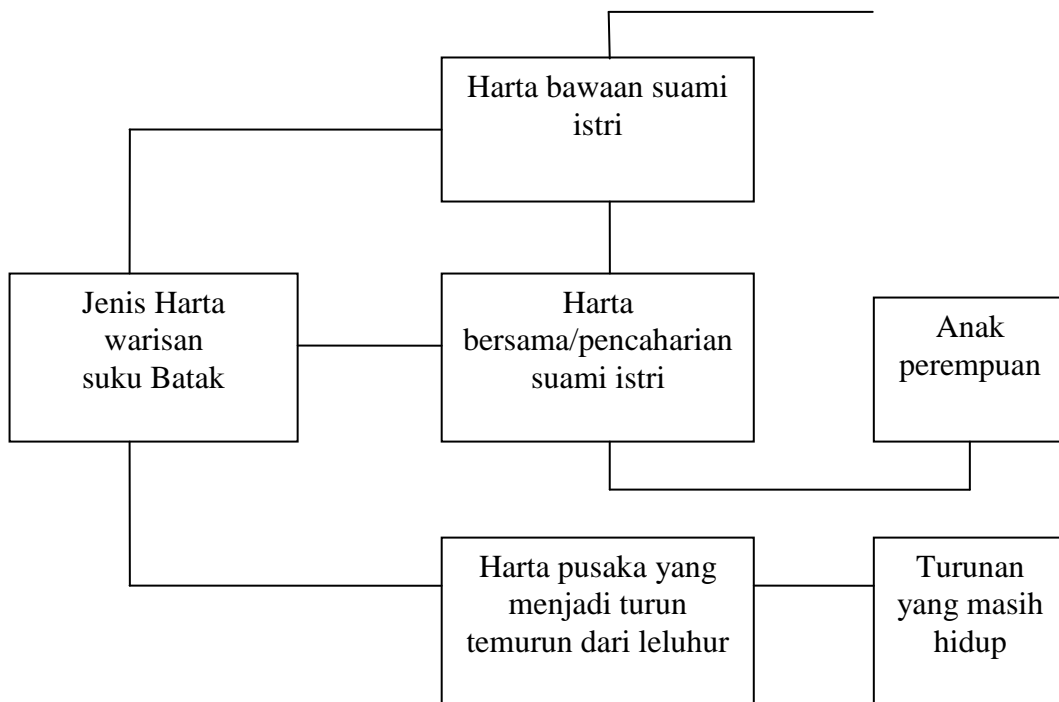 Harta bawaan suami
istri
Jenis Harta
warisan
suku Batak
Harta
bersama/pencaharian
suami istri
Anak
perempuan
Harta pusaka yang
menjadi turun
temurun dari leluhur
Turunan
yang masih
hidup